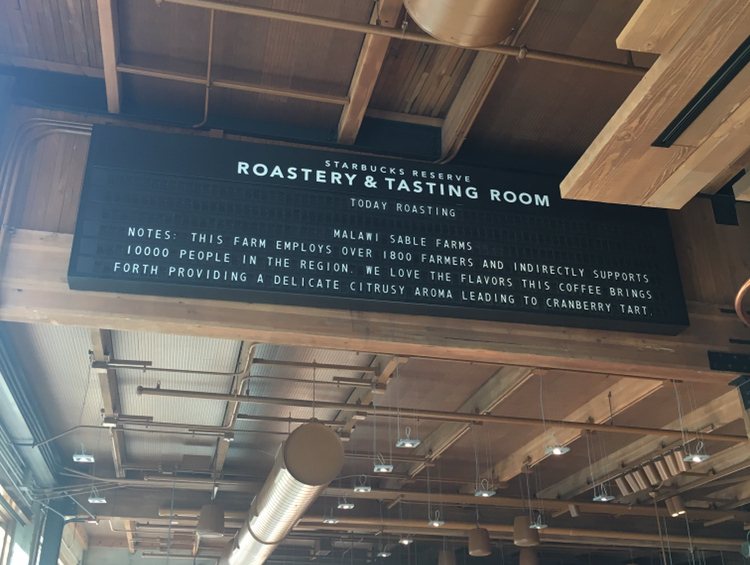 STARBUCKS RESERVE
ROASTERY & TASTING ROOM
TODAY ROASTING
MALAWI SABLE FARMS
NOTES: THIS FARM EMPLOYS OVER 1800 FARMERS AND INDIRECTLY SUPPORTS
10000 PEOPLE IN THE REGION. WE LOVE THE FLAVORS THIS COFFEE BRINGS
FORTH PROVIDING A DELICATE CITRUSY AROMA LEADING TO CRANBERRY TART.